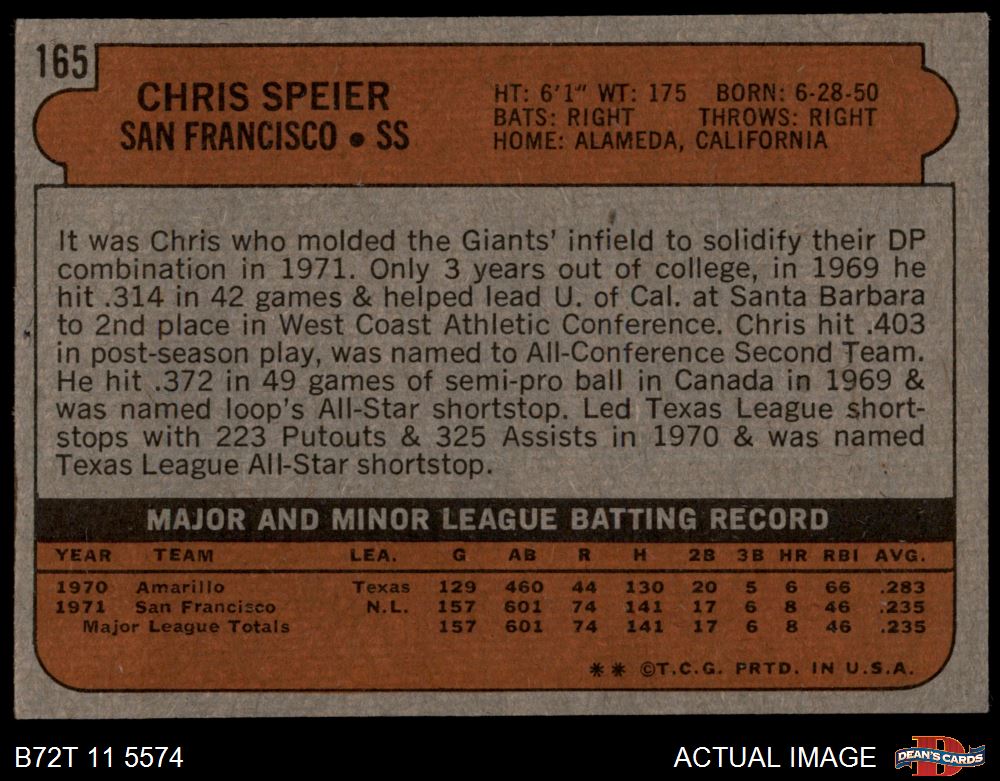 165
CHRIS SPEIER
SAN FRANCISCO • SS
HT: 6'1" WT: 175 BORN: 6-28-50
BATS: RIGHT THROWS: RIGHT
HOME: ALAMEDA, CALIFORNIA
It was Chris who molded the Giants' infield to solidify their DP
combination in 1971. Only 3 years out of college, in 1969 he
hit .314 in 42 games & helped lead U. of Cal. at Santa Barbara
to 2nd place in West Coast Athletic Conference. Chris hit .403
in post-season play, was named to All-Conference Second Team.
He hit .372 in 49 games of semi-pro ball in Canada in 1969 &
was named loop's All-Star shortstop. Led Texas League short-
stops with 223 Putouts & 325 Assists in 1970 & was named
Texas League All-Star shortstop.
MAJOR AND MINOR LEAGUE BATTING RECORD
YEAR TEAM LEA. G AB R H 2B 3B HR RBI AVG.
1970 Amarillo Texas 129 460 44 130 20 5 6 66 .283
1971 San Francisco N.L. 157 601 74 141 17 6 8 46 .235
Major League Totals 157 601 74 141 17 6 8 46 .235
** ©T.C.G. PRTD. IN U.S.A.
B72T 11 5574
ACTUAL IMAGE
D
DEAN'S CARDS